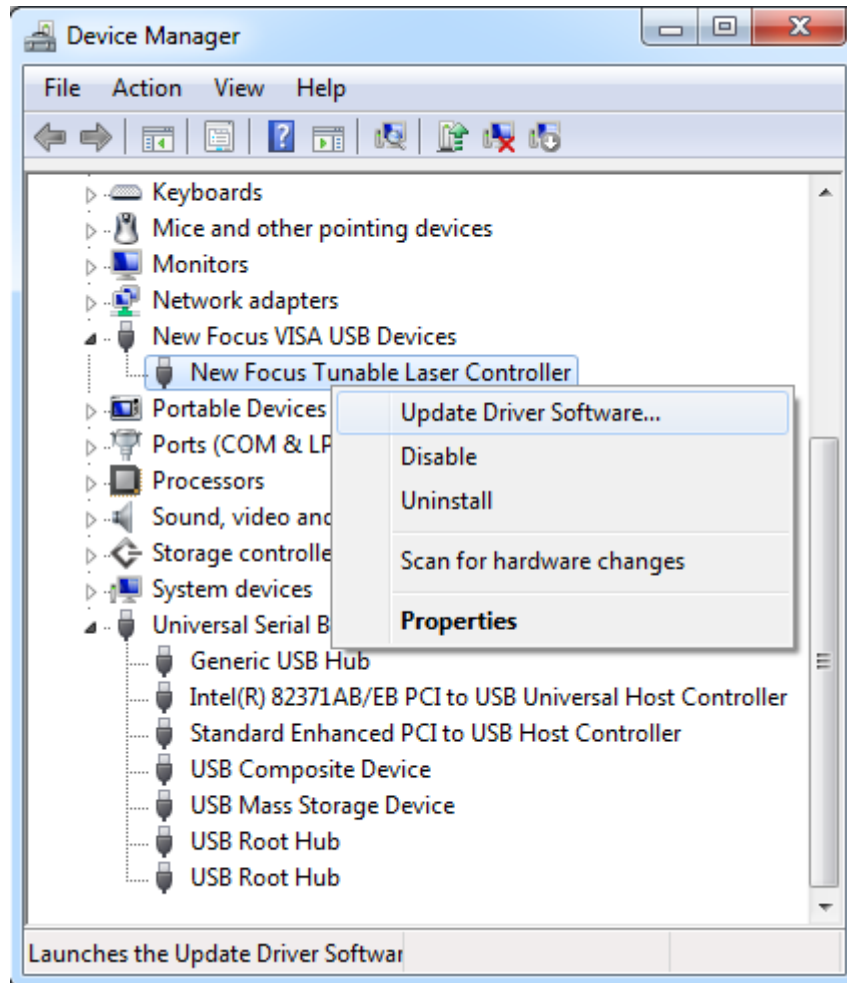 Device Manager
File Action View Help
Keyboards
Mice and other pointing devices
Monitors
Network adapters
New Focus VISA USB Devices
New Focus Tunable Laser Controller
Portable Devices
Update Driver Software...
Ports (COM & LP
Disable
Processors
Uninstall
Sound, video and
Storage controlle
Scan for hardware changes
System devices
Universal Serial B
Properties
Generic USB Hub
Intel(R) 82371AB/EB PCI to USB Universal Host Controller
Standard Enhanced PCI to USB Host Controller
USB Composite Device
USB Mass Storage Device
USB Root Hub
USB Root Hub
Launches the Update Driver Softwar